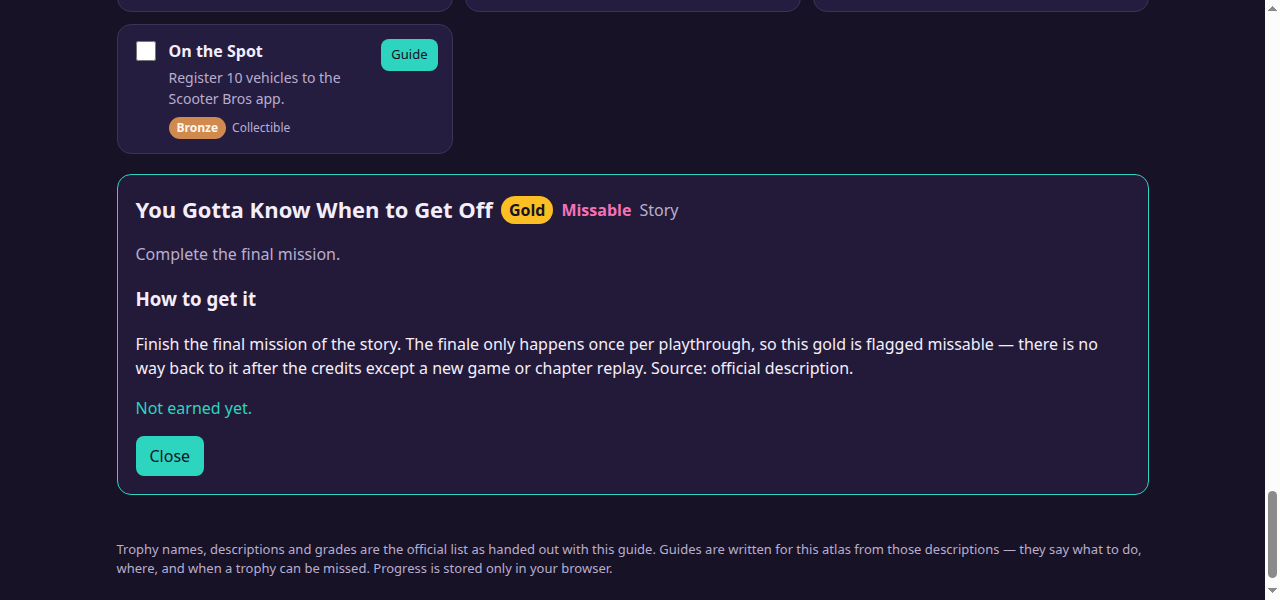 On the Spot
Guide
Register 10 vehicles to the
Scooter Bros app.
Bronze Collectible
You Gotta Know When to Get Off Gold Missable Story
Complete the final mission.
How to get it
Finish the final mission of the story. The finale only happens once per playthrough, so this gold is flagged missable — there is no
way back to it after the credits except a new game or chapter replay. Source: official description.
Not earned yet.
Close
Trophy names, descriptions and grades are the official list as handed out with this guide. Guides are written for this atlas from those descriptions — they say what to do,
where, and when a trophy can be missed. Progress is stored only in your browser.